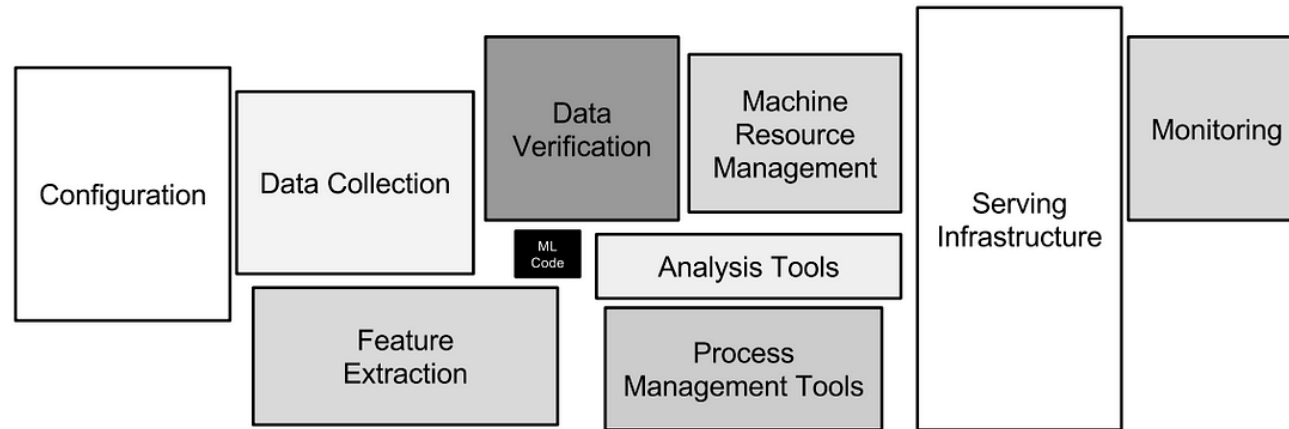 Configuration
Data Collection
Data
Verification
Machine
Resource
Management
Serving
Infrastructure
Monitoring
ML
Code
Analysis Tools
Feature
Extraction
Process
Management Tools